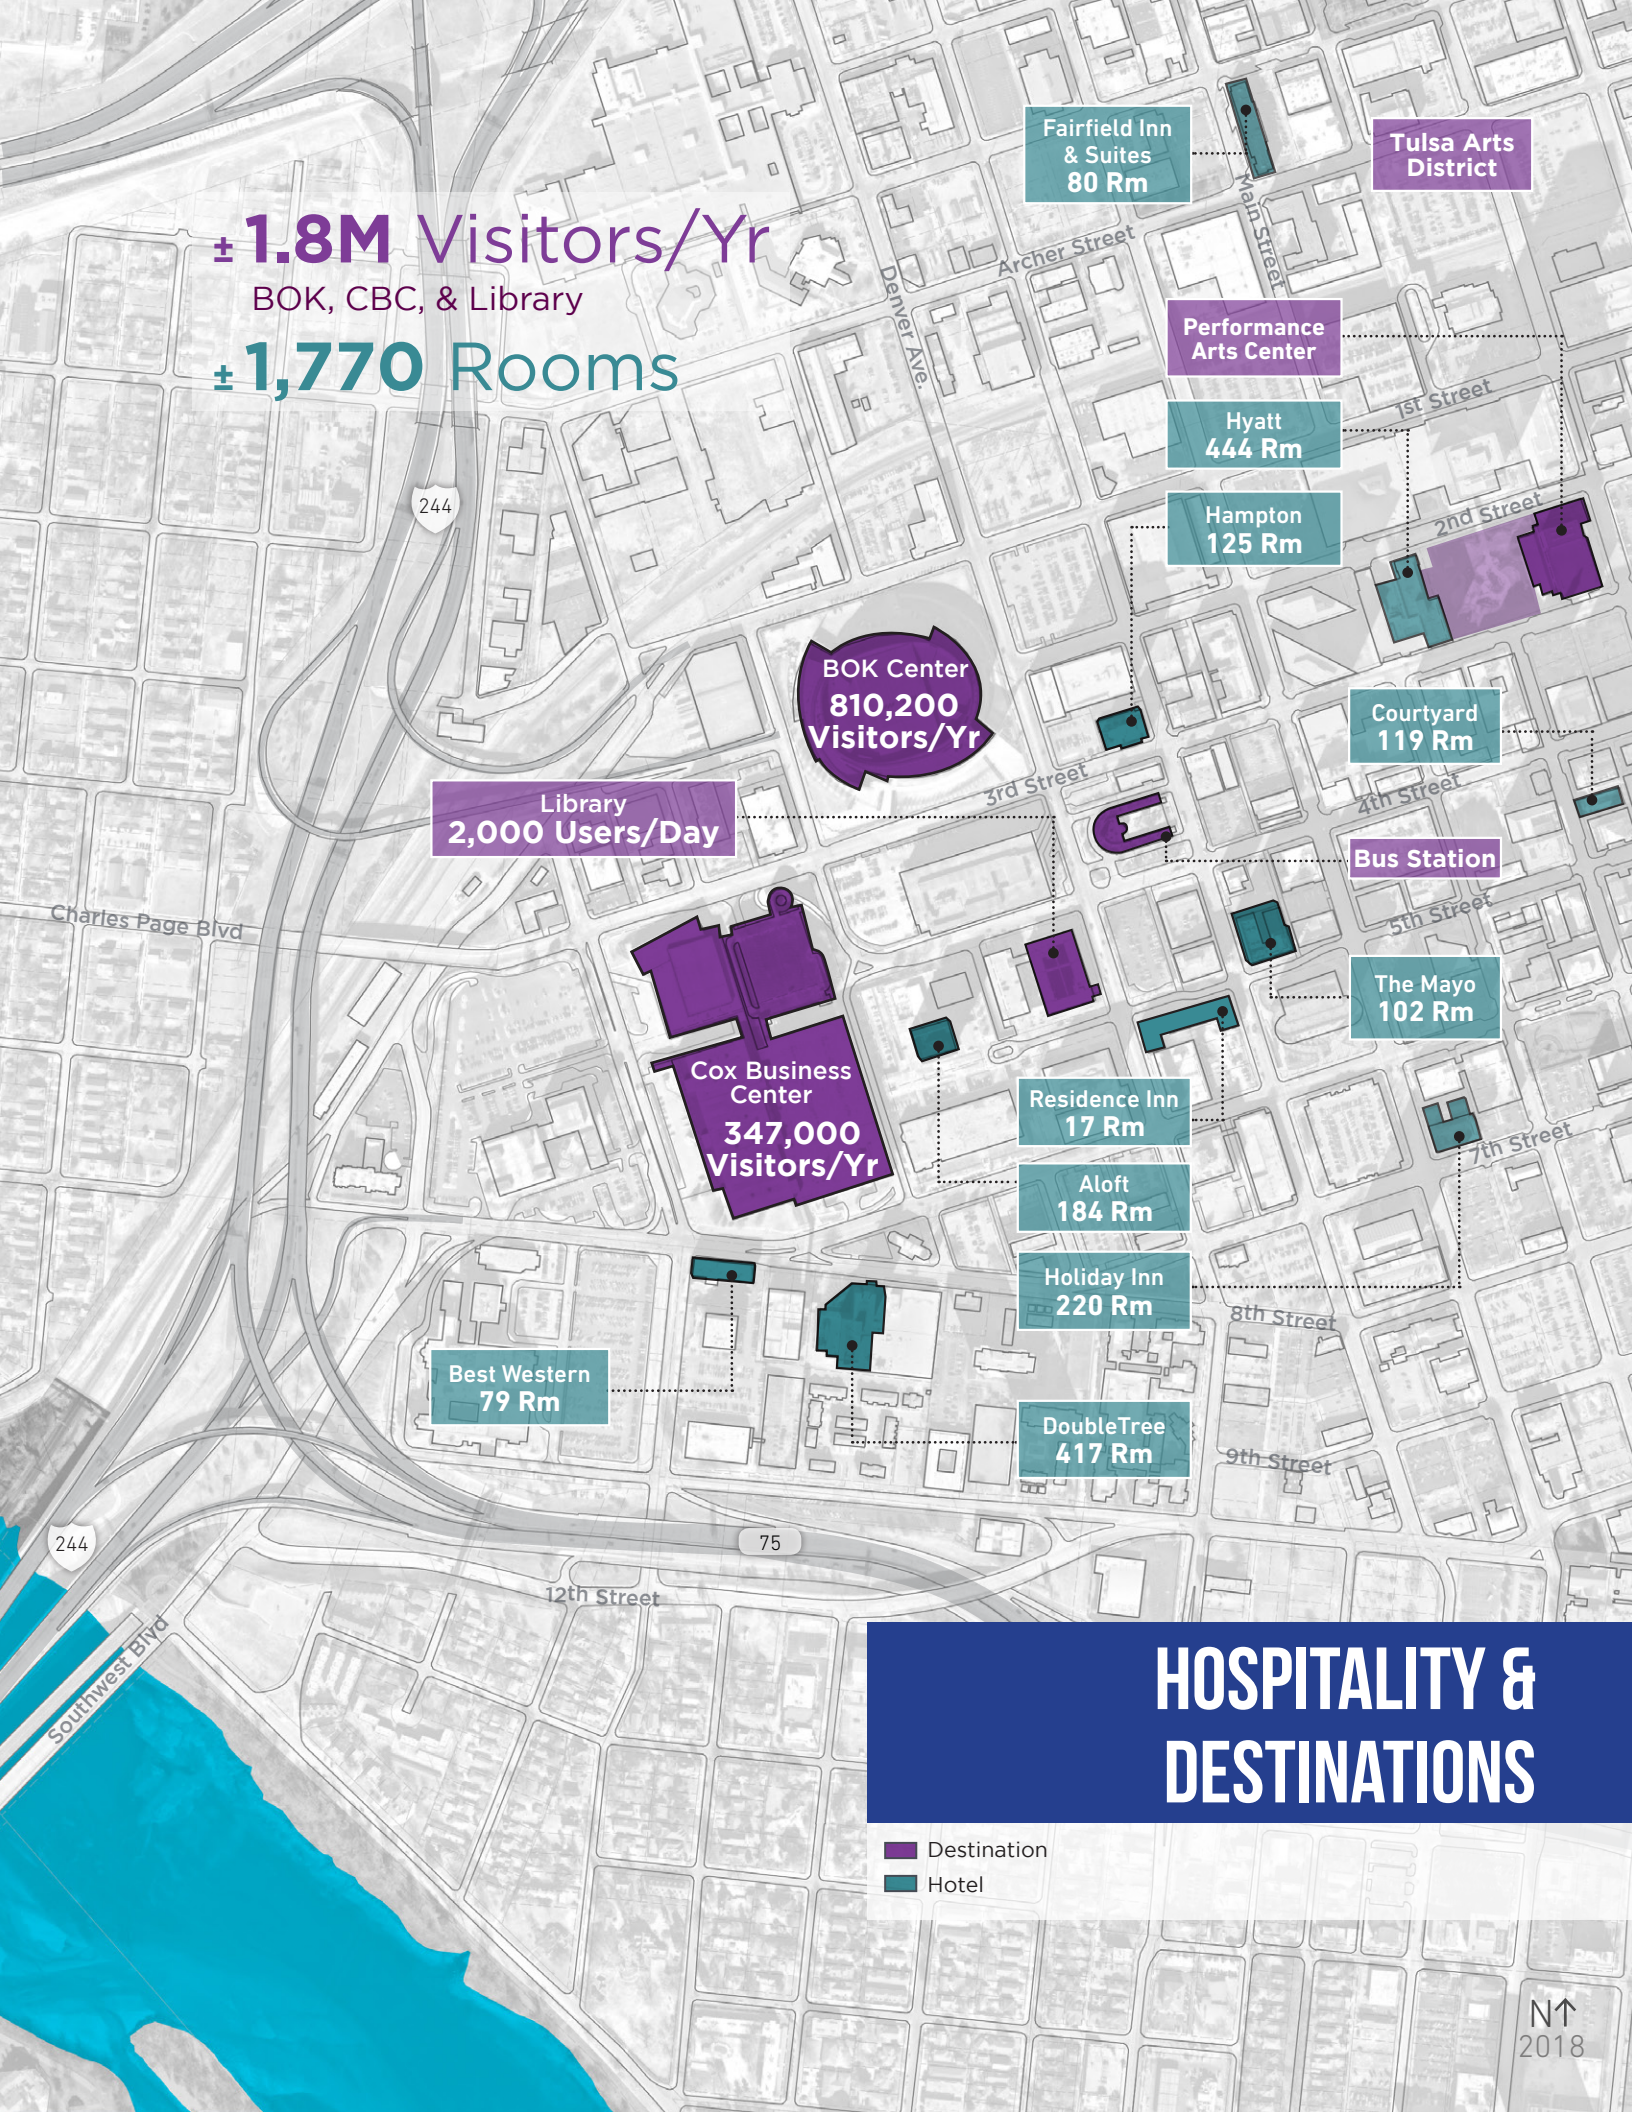 Fairfield Inn
& Suites
80 Rm
Tulsa Arts
District
Main Street
± 1.8M Visitors/Yr
BOK, CBC, & Library
± 1,770 Rooms
Archer Street
Denver Ave.
Performance
Arts Center
1st Street
Hyatt
444 Rm
244
Hampton
125 Rm
2nd Street
BOK Center
810,200
Visitors/Yr
Courtyard
119 Rm
3rd Street
4th Street
Library
2,000 Users/Day
Bus Station
5th Street
Charles Page Blvd
The Mayo
102 Rm
Cox Business
Center
347,000
Visitors/Yr
Residence Inn
17 Rm
7th Street
Aloft
184 Rm
Holiday Inn
220 Rm
8th Street
Best Western
79 Rm
DoubleTree
417 Rm
9th Street
244
75
12th Street
Southwest Blvd
HOSPITALITY &
DESTINATIONS
Destination
Hotel
N
2018